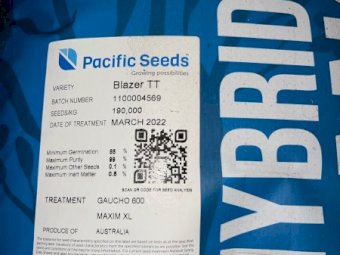 Pacific Seeds
Growing possibilities
VARIETY Blazer TT
BATCH NUMBER 1100004569
SEEDS/KG 190,000
DATE OF TREATMENT MARCH 2022
Minimum Germination 85 %
Maximum Purity 99 %
Maximum Other Seeds 0.1 %
Maximum Inert Matter 0.8 %
SCAN QR CODE FOR SEED ANALYSIS
TREATMENT GAUCHO 600
MAXIM XL
PRODUCE OF AUSTRALIA
HYBRID